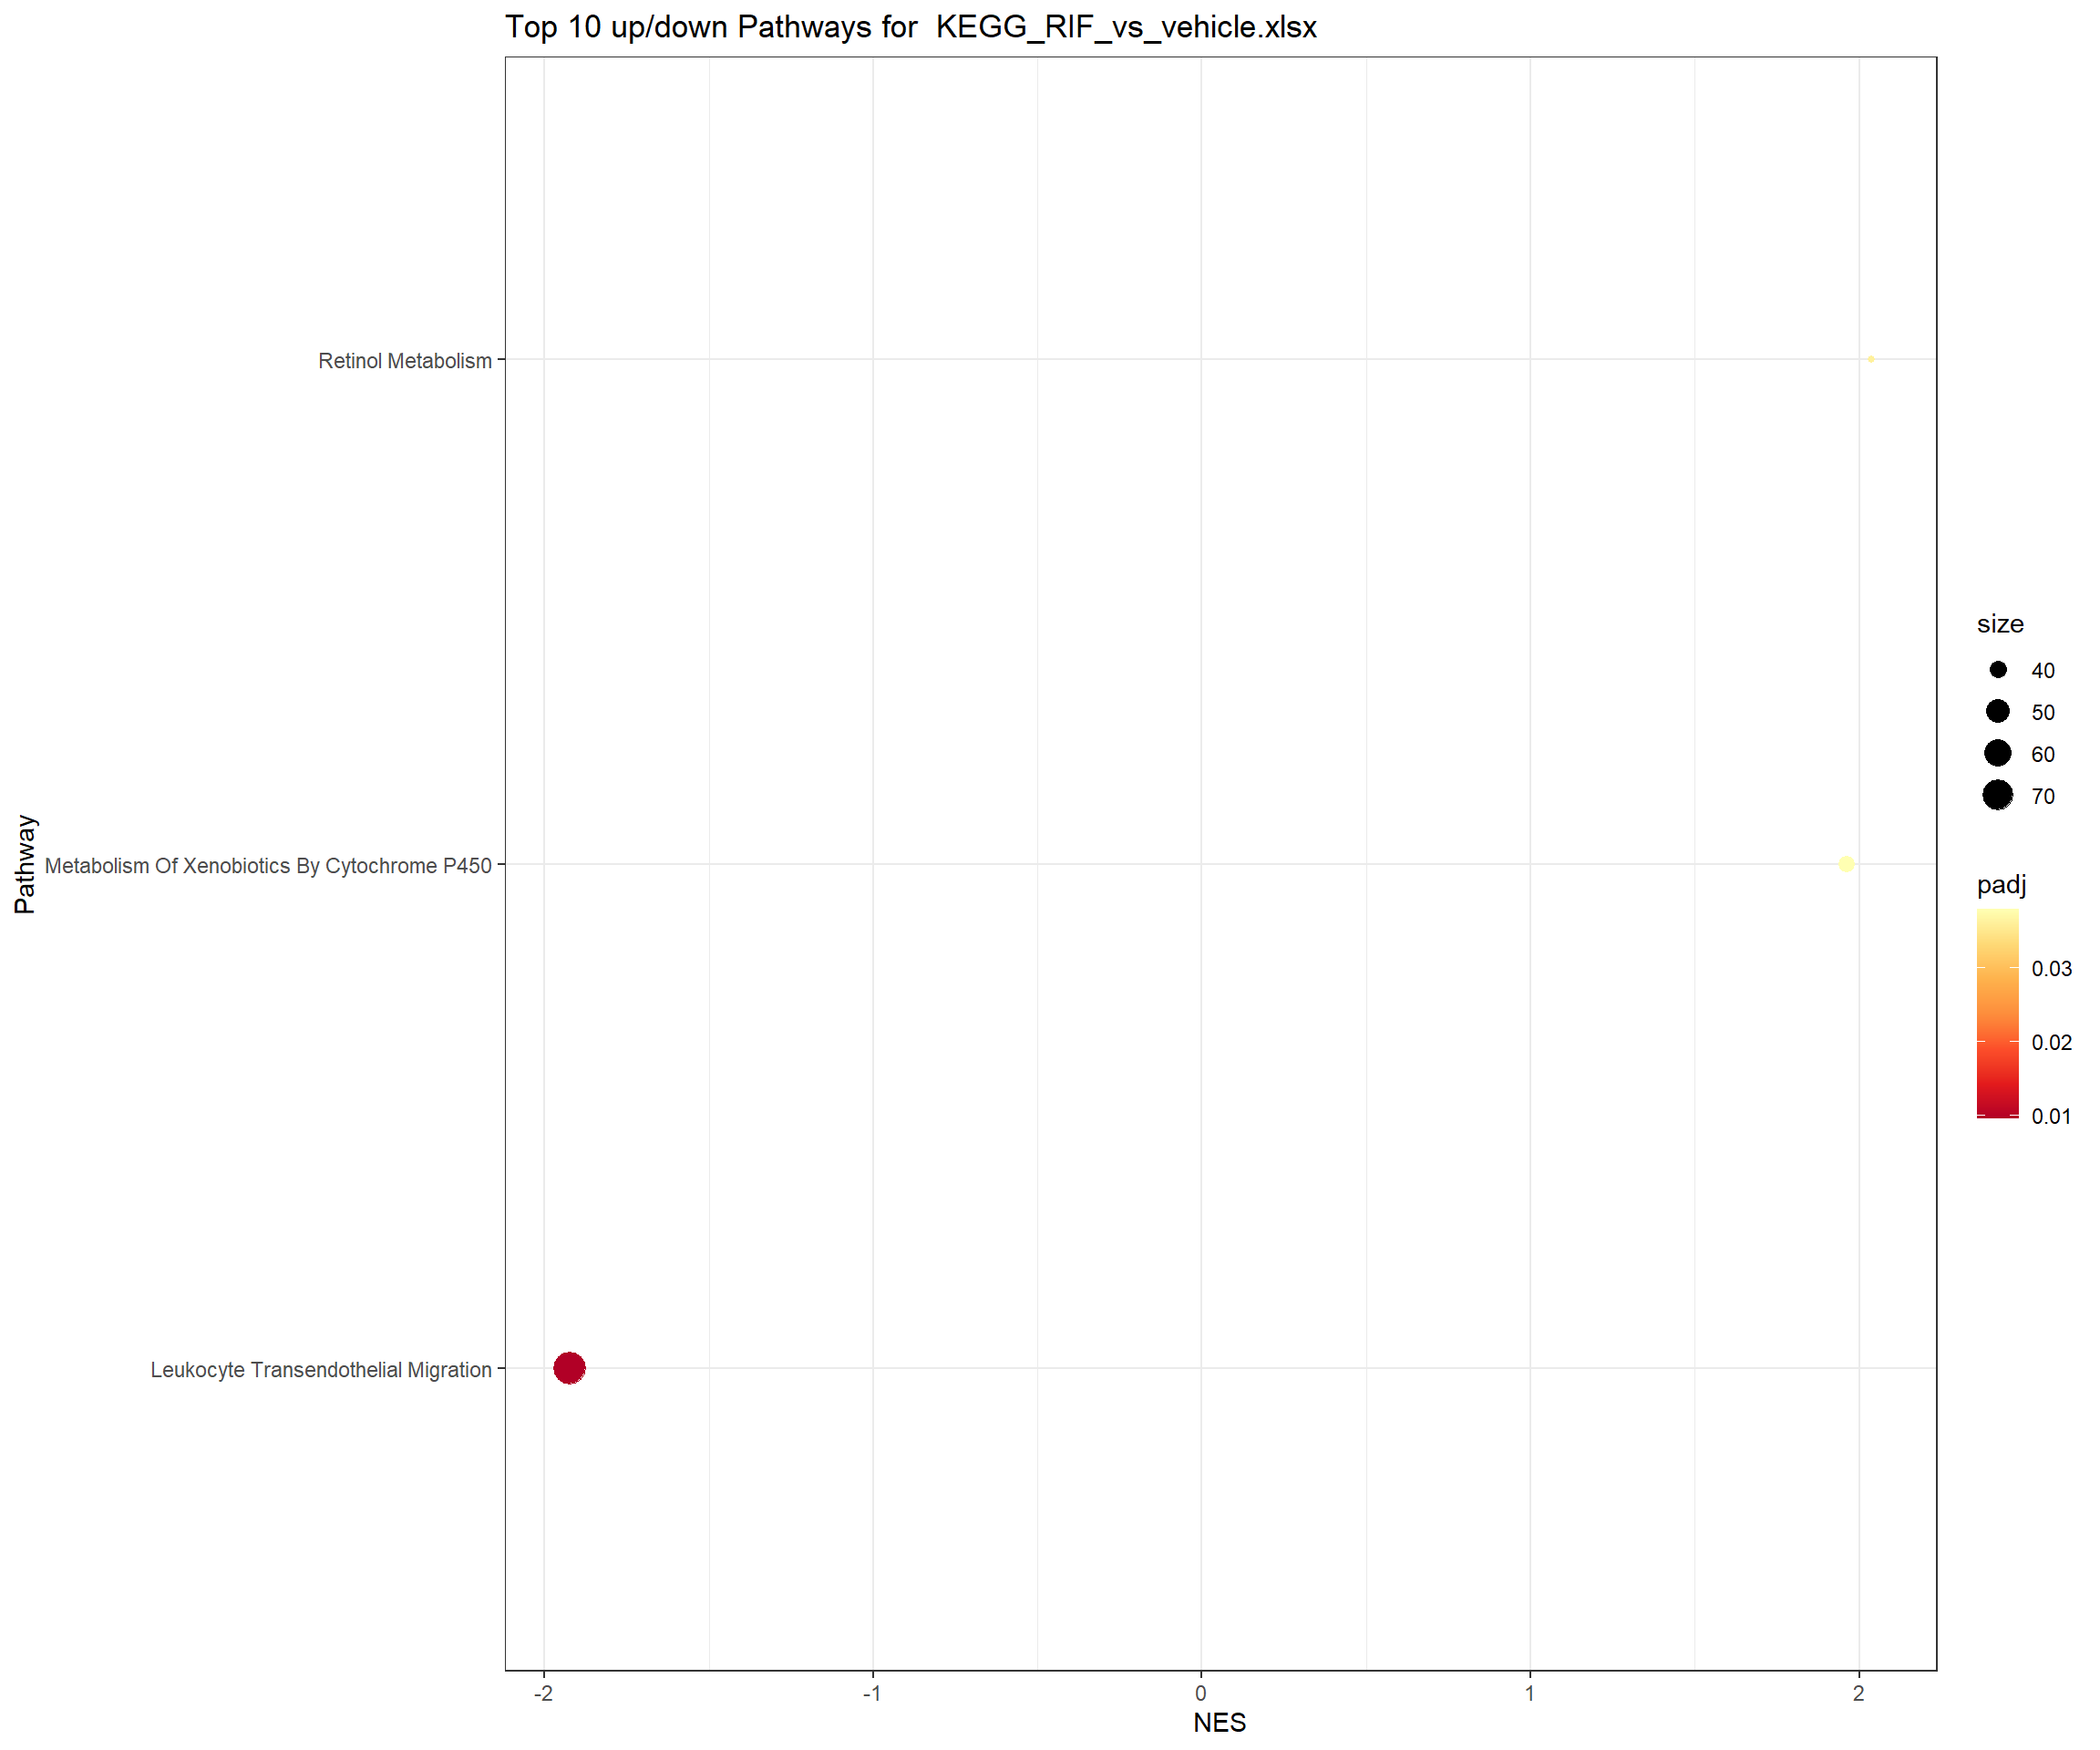 Top 10 up/down Pathways for  KEGG_RIF_vs_vehicle.xlsx
Pathway
Retinol Metabolism
Metabolism Of Xenobiotics By Cytochrome P450
Leukocyte Transendothelial Migration
-2 -1 0 1 2
NES
size
40
50
60
70
padj
0.03
0.02
0.01